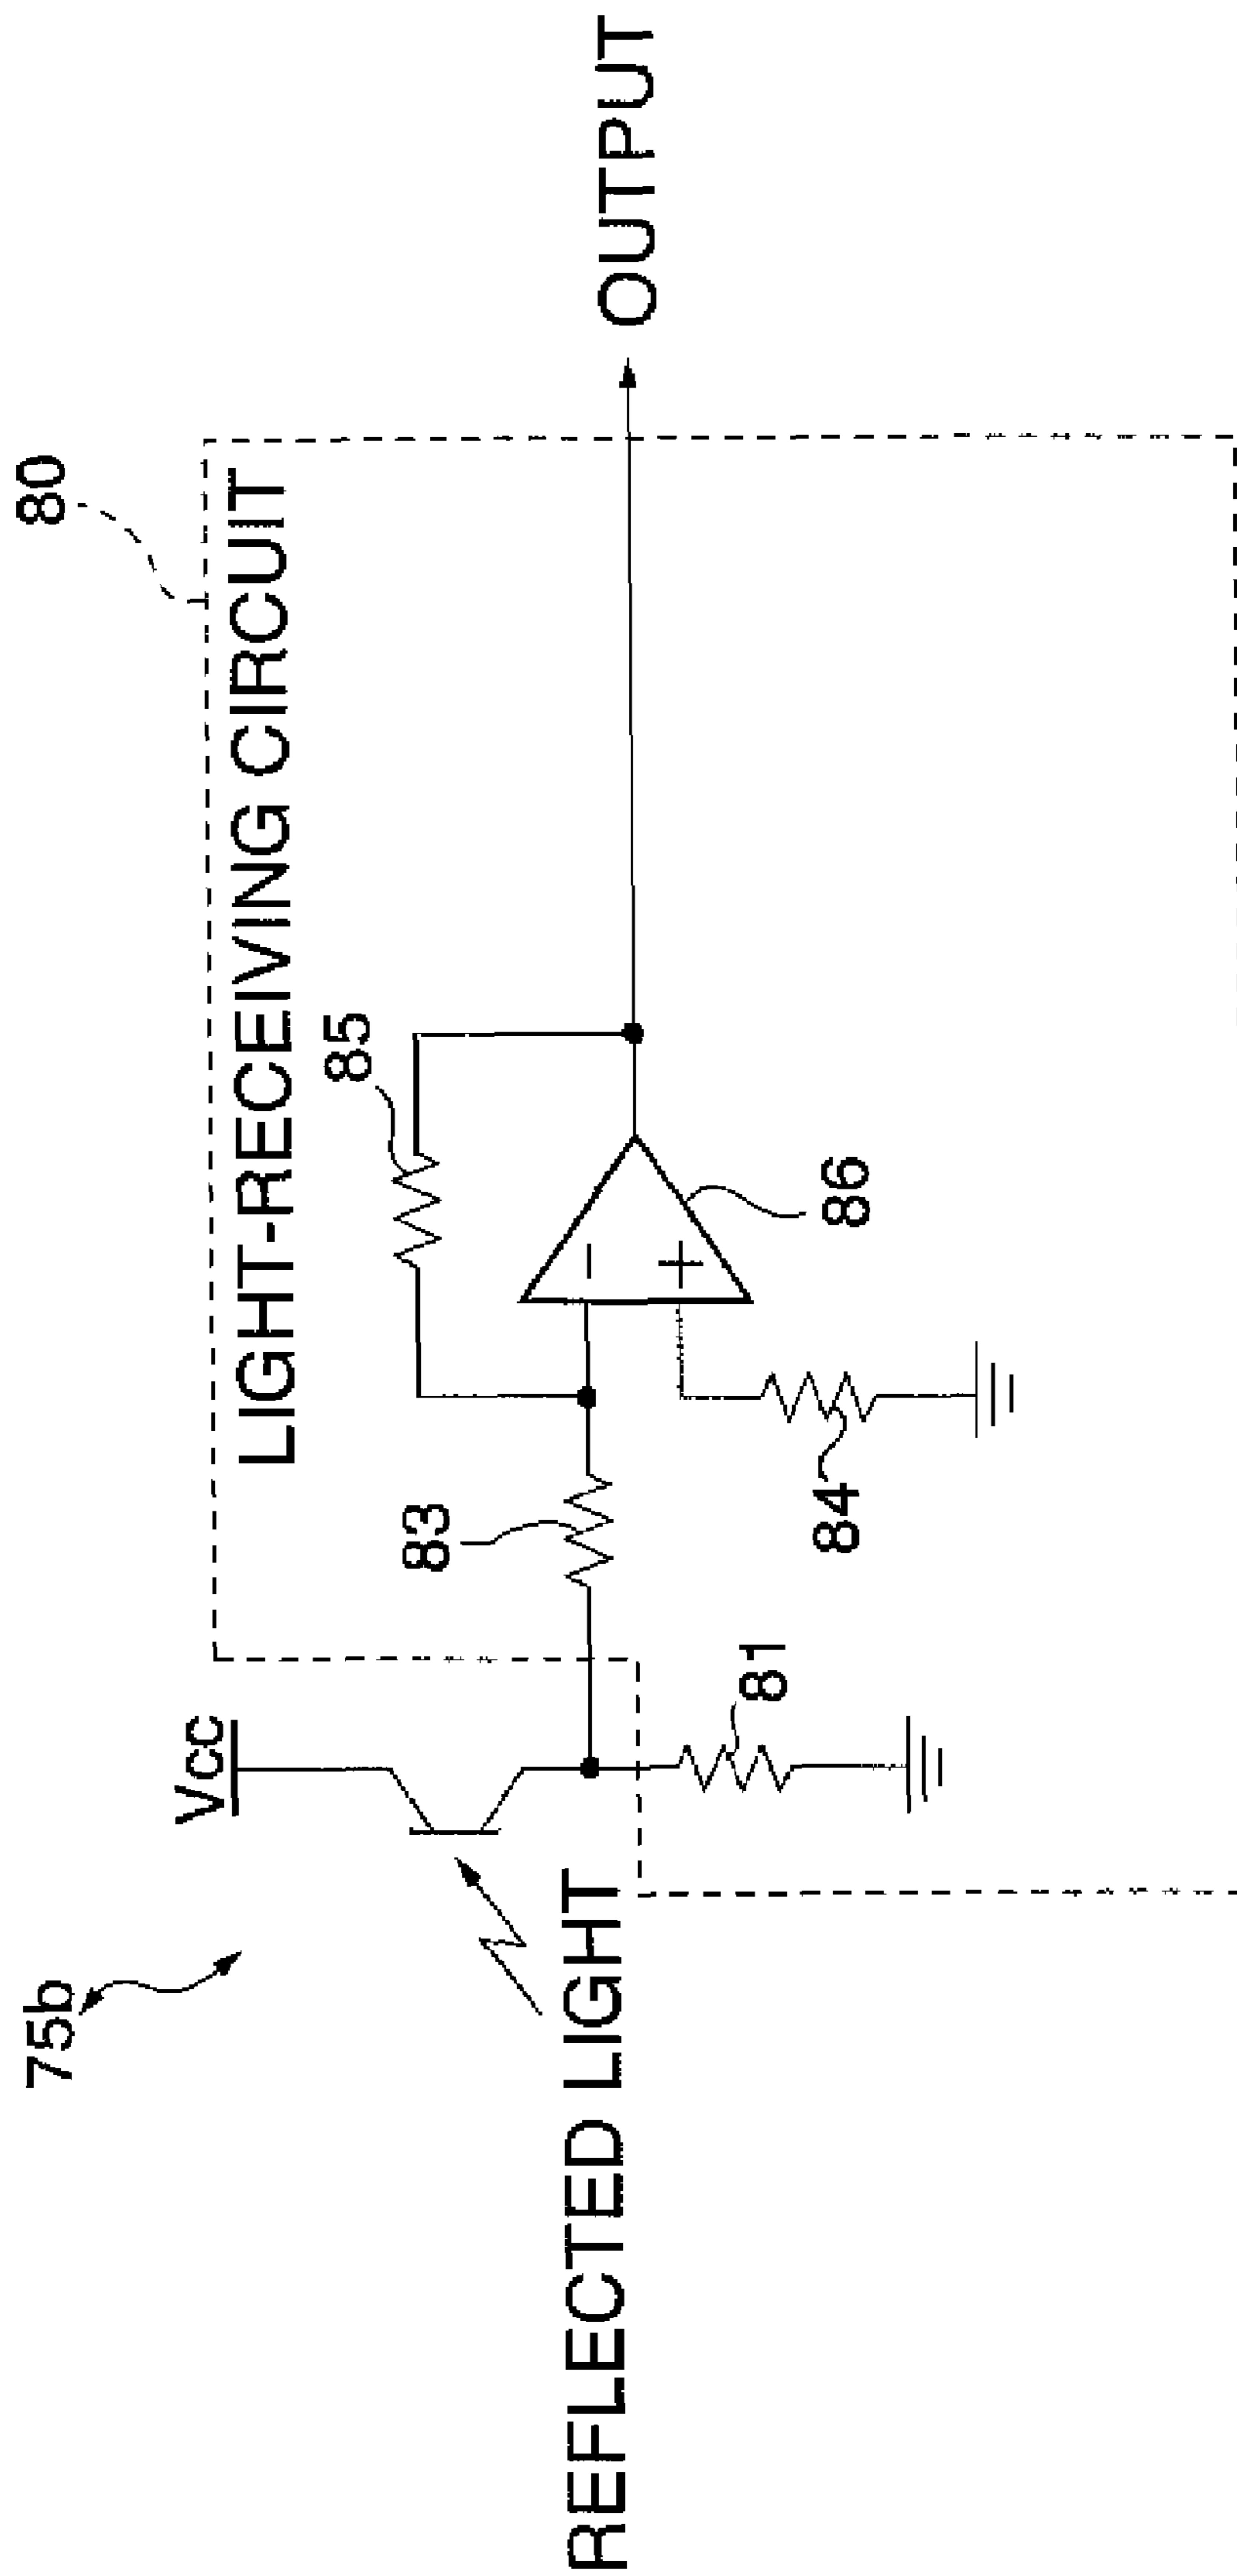 80
LIGHT-RECEIVING CIRCUIT
75b
Vcc
83
85
OUTPUT
REFLECTED LIGHT
81
84
86
−
+